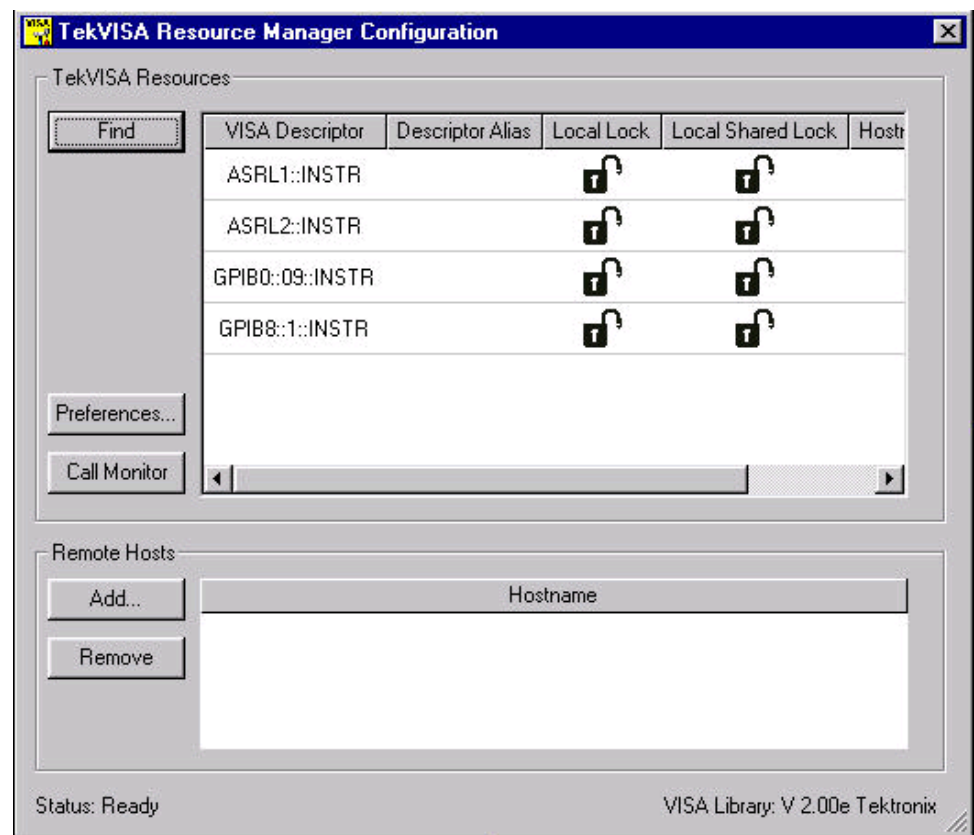 VISA
TekVISA Resource Manager Configuration
TekVISA Resources
Find
VISA Descriptor Descriptor Alias Local Lock Local Shared Lock Hostr
ASRL1::INSTR
ASRL2::INSTR
GPIB0::09::INSTR
GPIB8::1::INSTR
Preferences...
Call Monitor
Remote Hosts
Add...
Hostname
Remove
Status: Ready VISA Library: V 2.00e Tektronix